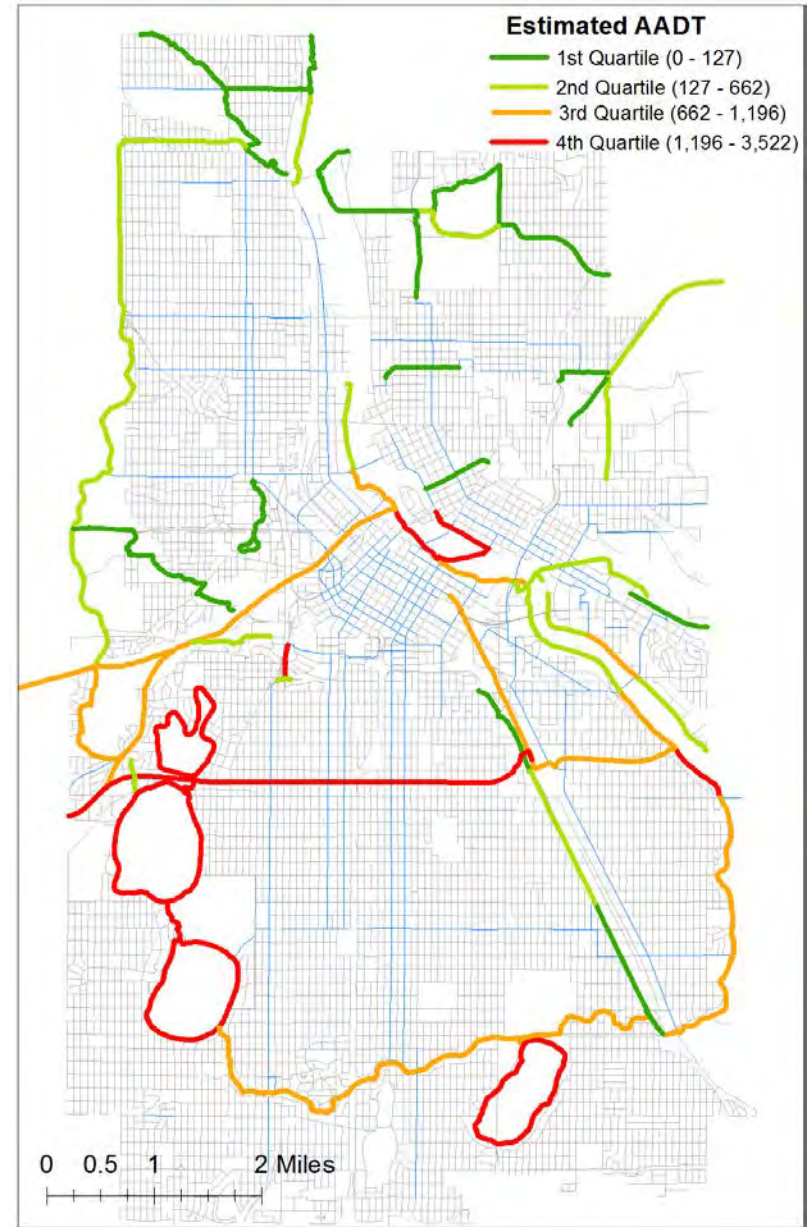 Estimated AADT
1st Quartile (0 - 127)
2nd Quartile (127 - 662)
3rd Quartile (662 - 1,196)
4th Quartile (1,196 - 3,522)
0 0.5 1 2 Miles